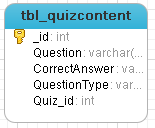 tbl_quizcontent
_id: int
Question: varchar(...
CorrectAnswer: va...
QuestionType: var...
Quiz_id: int